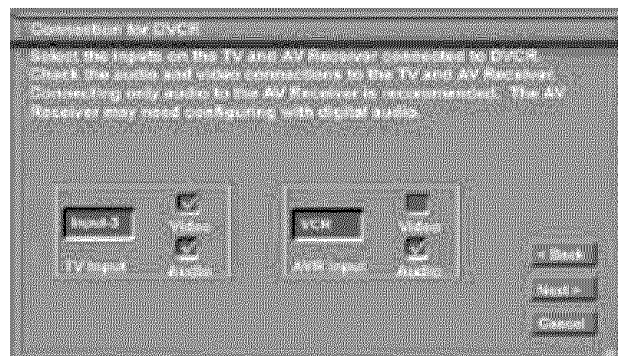 Connection for DVCR
Select the inputs on the TV and AV Receiver connected to DVCR.
Check the audio and video connections to the TV and AV Receiver.
Connecting only audio to the AV Receiver is recommended. The AV
Receiver may need configuring with digital audio.
Input-3
Video
TV Input
Audio
VCR
Video
AVR Input
Audio
< Back
Next >
Cancel